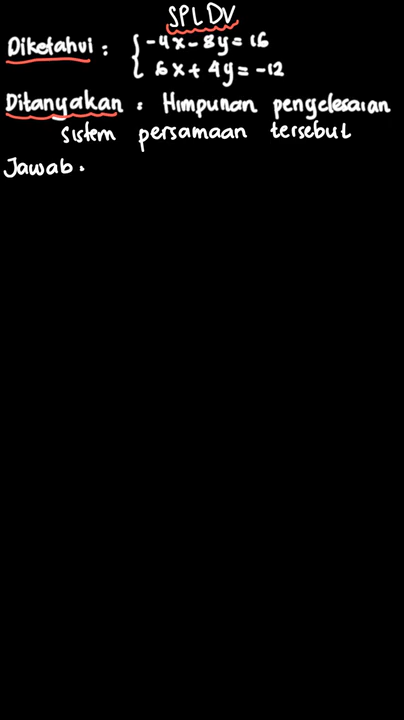 SPLDV
Diketahui : { -4x - 8y = 16
6x + 4y = -12
Ditanyakan : Himpunan penyelesaian
sistem persamaan tersebut
Jawab .